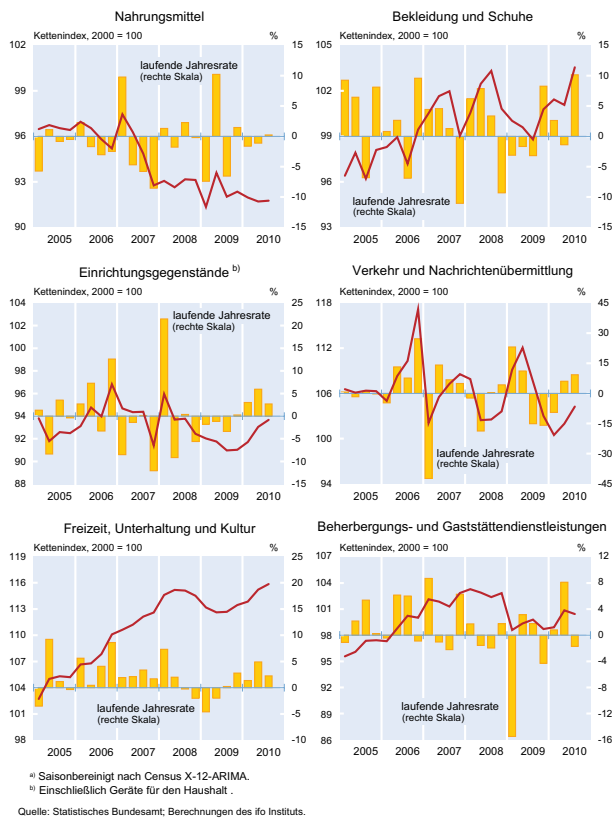 Nahrungsmittel
Kettenindex, 2000 = 100 %
laufende Jahresrate
(rechte Skala)
102 15
10
99 5
96 0
-5
93
-10
90 -15
2005 2006 2007 2008 2009 2010
Bekleidung und Schuhe
Kettenindex, 2000 = 100 %
105 15
10
102
5
99 0
-5
96
-10
laufende Jahresrate
(rechte Skala)
93 -15
2005 2006 2007 2008 2009 2010
Einrichtungsgegenstände b)
Kettenindex, 2000 = 100 %
laufende Jahresrate
(rechte Skala)
104 25
102 20
100 15
98 10
96 5
94 0
92 -5
90 -10
88 -15
2005 2006 2007 2008 2009 2010
Verkehr und Nachrichtenübermittlung
Kettenindex, 2000 = 100 %
118 45
30
112
15
106 0
-15
100
-30
laufende Jahresrate
(rechte Skala)
94 -45
2005 2006 2007 2008 2009 2010
Freizeit, Unterhaltung und Kultur
Kettenindex, 2000 = 100 %
119 25
116 20
113 15
110 10
107 5
104 0
101 -5
98 -10
laufende Jahresrate
(rechte Skala)
2005 2006 2007 2008 2009 2010
Beherbergungs- und Gaststättendienstleistungen
Kettenindex, 2000 = 100 %
107 12
104 8
101 4
98 0
95 -4
92 -8
89 -12
86 -16
laufende Jahresrate
(rechte Skala)
2005 2006 2007 2008 2009 2010
a) Saisonbereinigt nach Census X-12-ARIMA.
b) Einschließlich Geräte für den Haushalt .
Quelle: Statistisches Bundesamt; Berechnungen des ifo Instituts.